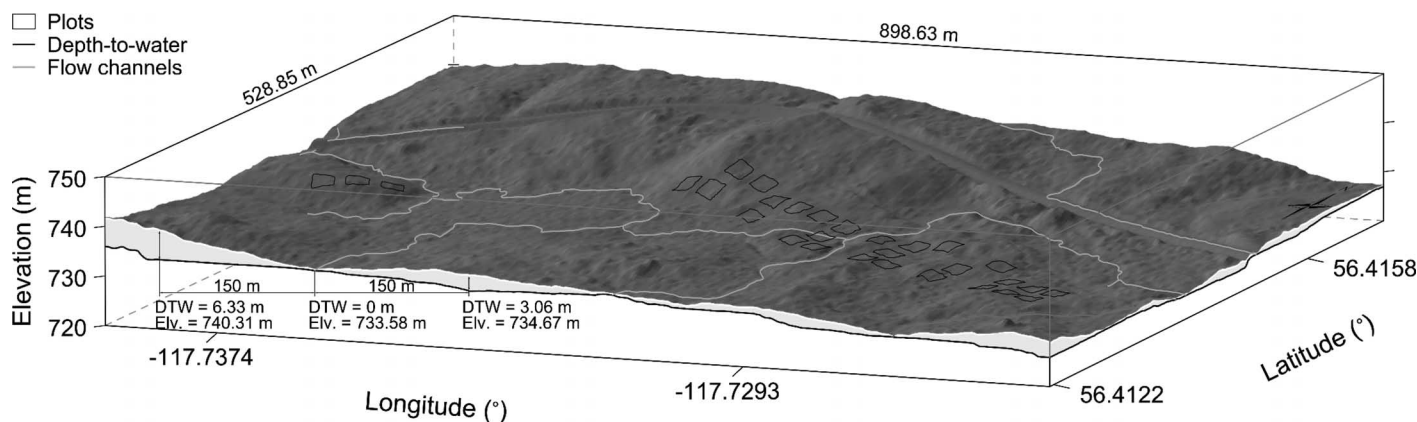 Plots
Depth-to-water
Flow channels
528.85 m
898.63 m
Elevation (m)
750
740
730
720
150 m
150 m
DTW = 6.33 m
Elv. = 740.31 m
DTW = 0 m
Elv. = 733.58 m
DTW = 3.06 m
Elv. = 734.67 m
-117.7374
-117.7293
Longitude (°)
56.4158
56.4122
Latitude (°)